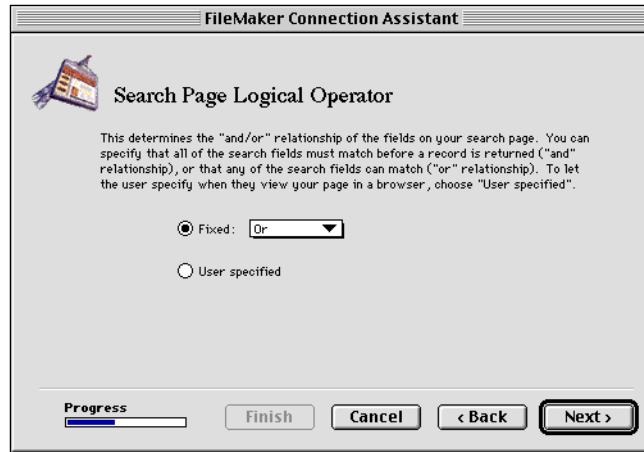 FileMaker Connection Assistant
Search Page Logical Operator
This determines the "and/or" relationship of the fields on your search page. You can
specify that all of the search fields must match before a record is returned ("and"
relationship), or that any of the search fields can match ("or" relationship). To let
the user specify when they view your page in a browser, choose "User specified".
Fixed: Or
User specified
Progress
Finish Cancel < Back Next >